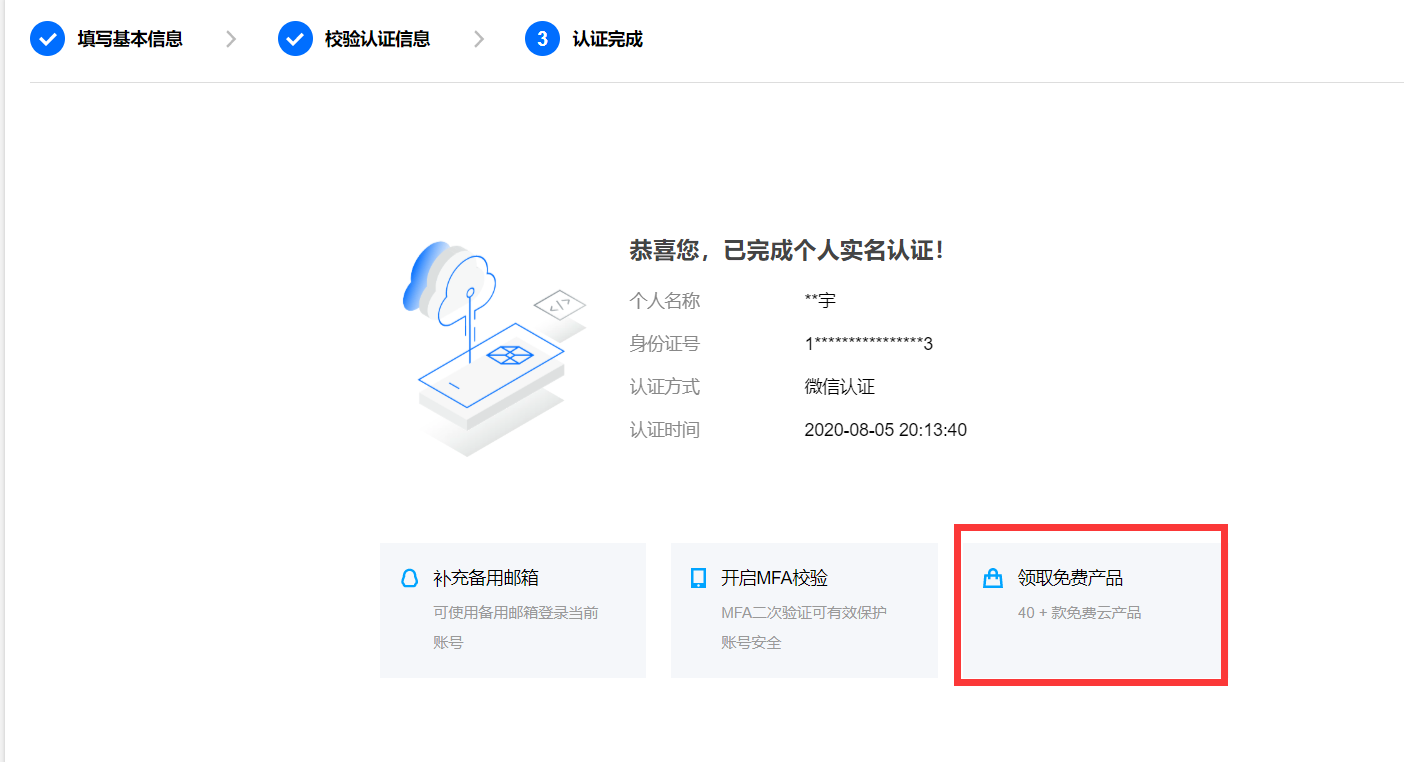 填写基本信息
校验认证信息
3 认证完成
恭喜您，已完成个人实名认证！
个人名称 **宇
身份证号 1****************3
认证方式 微信认证
认证时间 2020-08-05 20:13:40
补充备用邮箱
可使用备用邮箱登录当前
账号
开启MFA校验
MFA二次验证可有效保护
账号安全
领取免费产品
40 + 款免费云产品